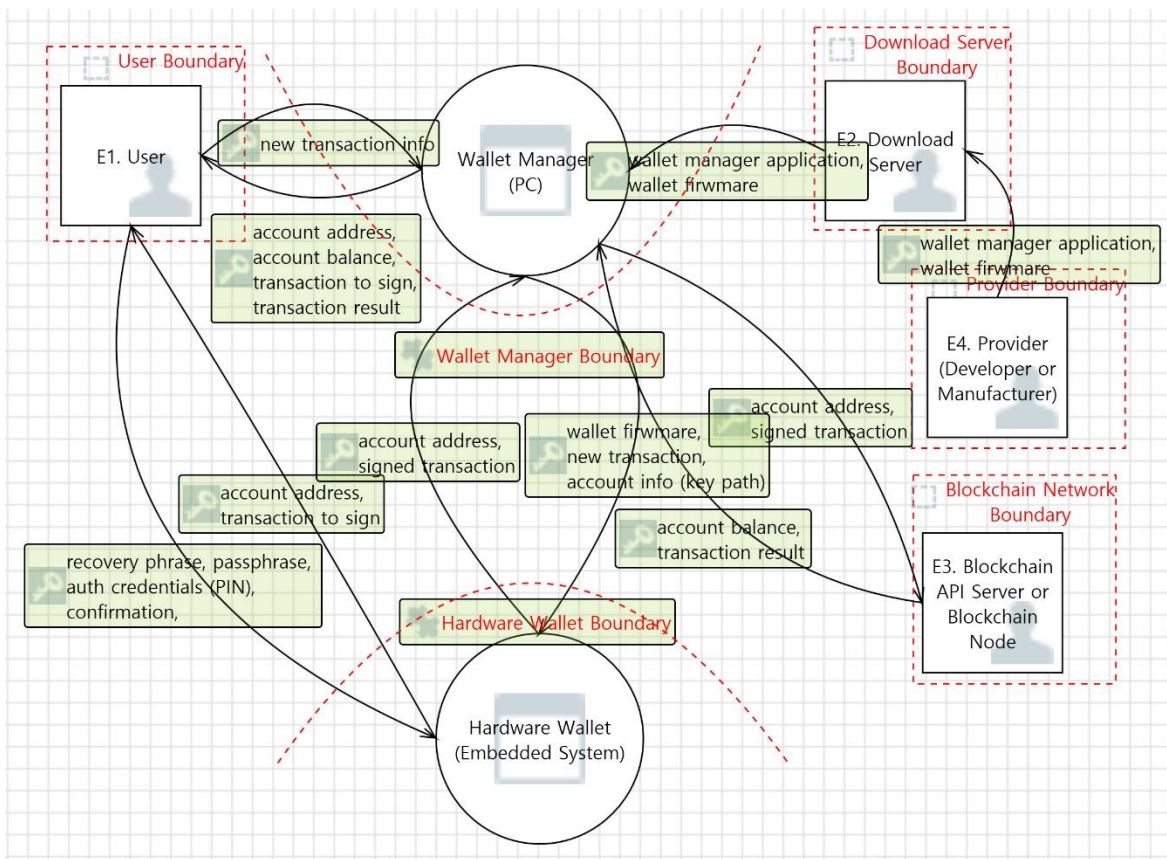 User Boundary
E1. User
new transaction info
account address,
account balance,
transaction to sign,
transaction result
Wallet Manager
(PC)
Download Server
Boundary
E2. Download
Server
wallet manager application,
wallet firwmare
wallet manager application,
wallet firwmare
Provider Boundary
E4. Provider
(Developer or
Manufacturer)
Wallet Manager Boundary
account address,
signed transaction
wallet firwmare,
new transaction,
account info (key path)
account address,
signed transaction
account address,
transaction to sign
account balance,
transaction result
recovery phrase, passphrase,
auth credentials (PIN),
confirmation,
Blockchain Network
Boundary
E3. Blockchain
API Server or
Blockchain
Node
Hardware Wallet Boundary
Hardware Wallet
(Embedded System)